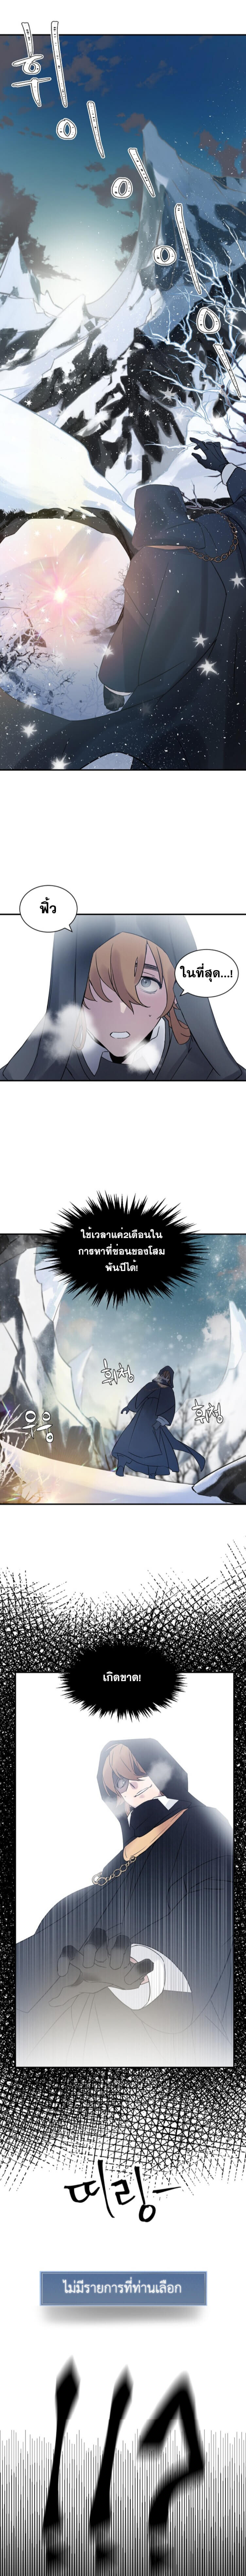 휘이이이이잉
ฟิ้ว
ในที่สุด...!
ใช้เวลาแค่2เดือนใน
การหาที่ซ่อนของโสม
พันปีได้!
휘청
우웅
휘청
เกิดขาด!
띠링
ไม่มีรายการที่ท่านเลือก
!!?